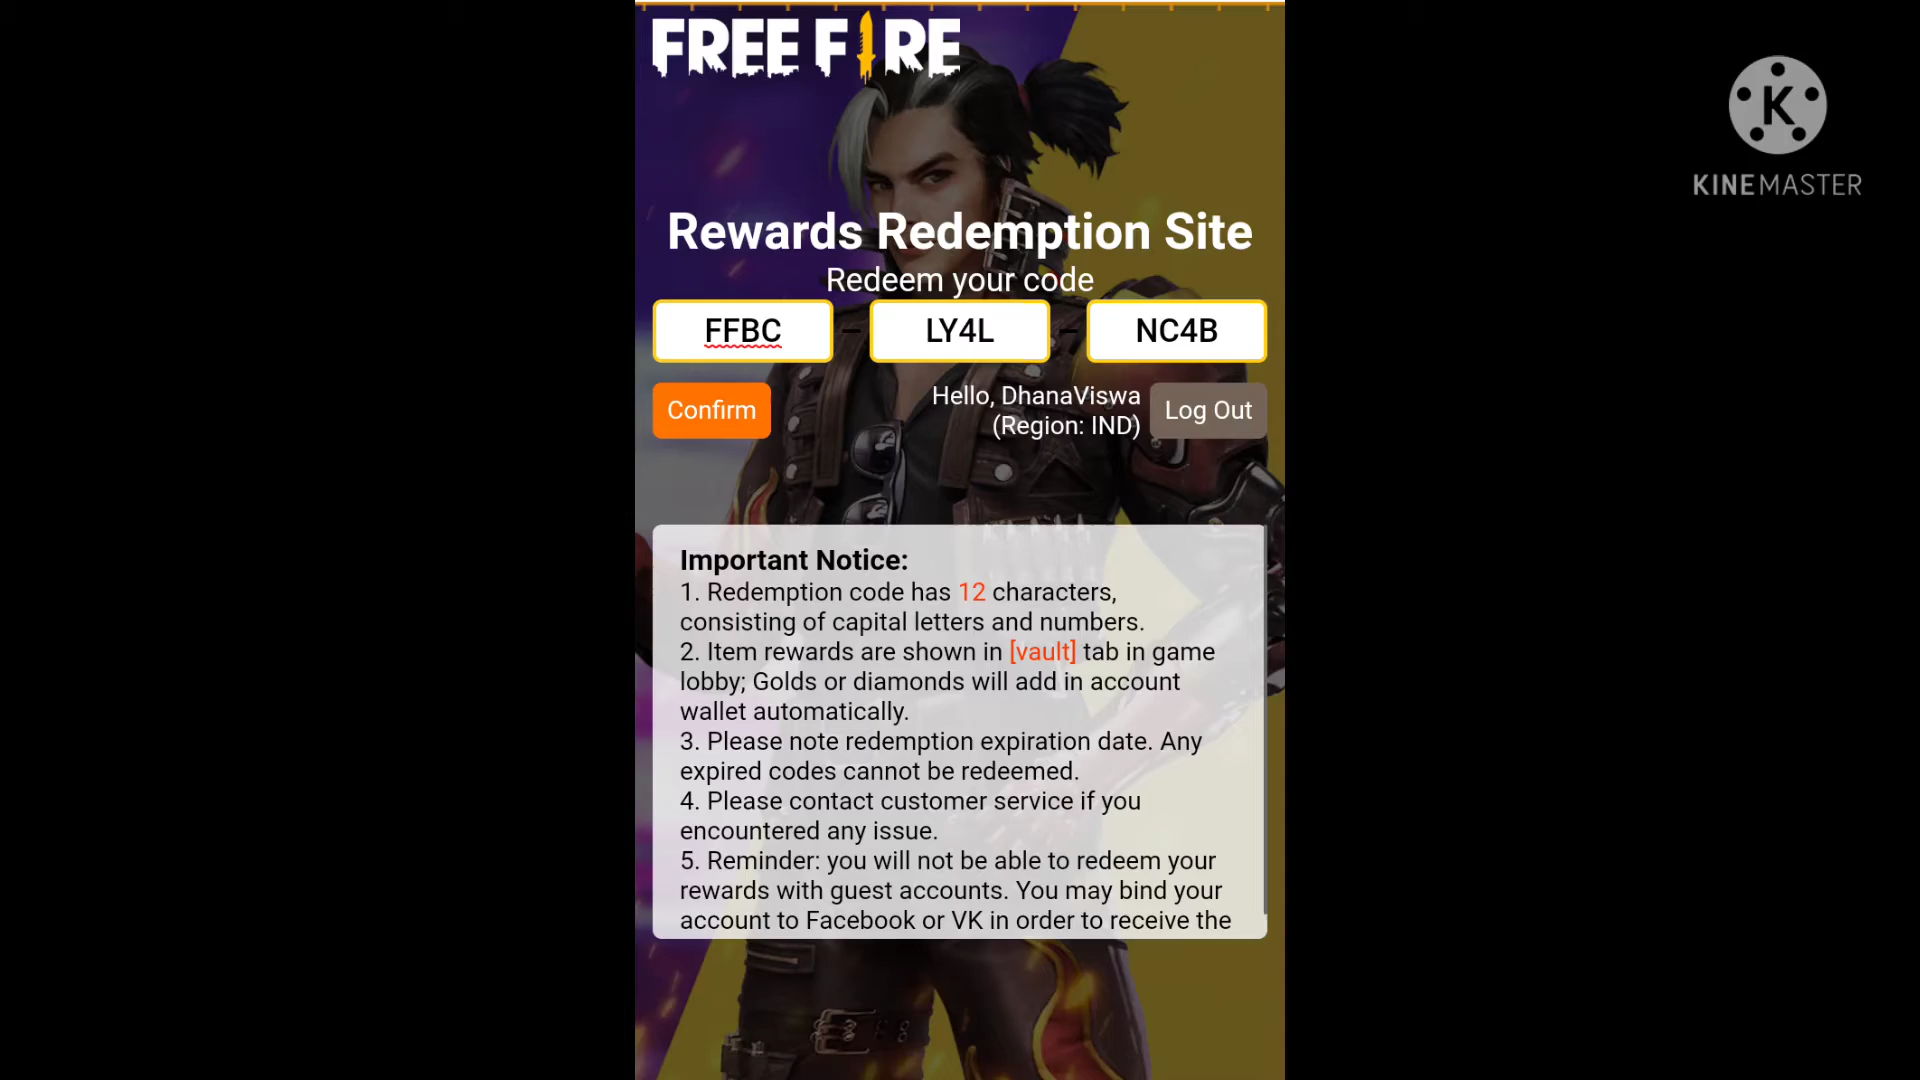 FREE FIRE
K
KINEMASTER
Rewards Redemption Site
Redeem your code
FFBC - LY4L - NC4B
Confirm
Hello, DhanaViswa
(Region: IND)
Log Out
Important Notice:
1. Redemption code has 12 characters,
consisting of capital letters and numbers.
2. Item rewards are shown in [vault] tab in game
lobby; Golds or diamonds will add in account
wallet automatically.
3. Please note redemption expiration date. Any
expired codes cannot be redeemed.
4. Please contact customer service if you
encountered any issue.
5. Reminder: you will not be able to redeem your
rewards with guest accounts. You may bind your
account to Facebook or VK in order to receive the